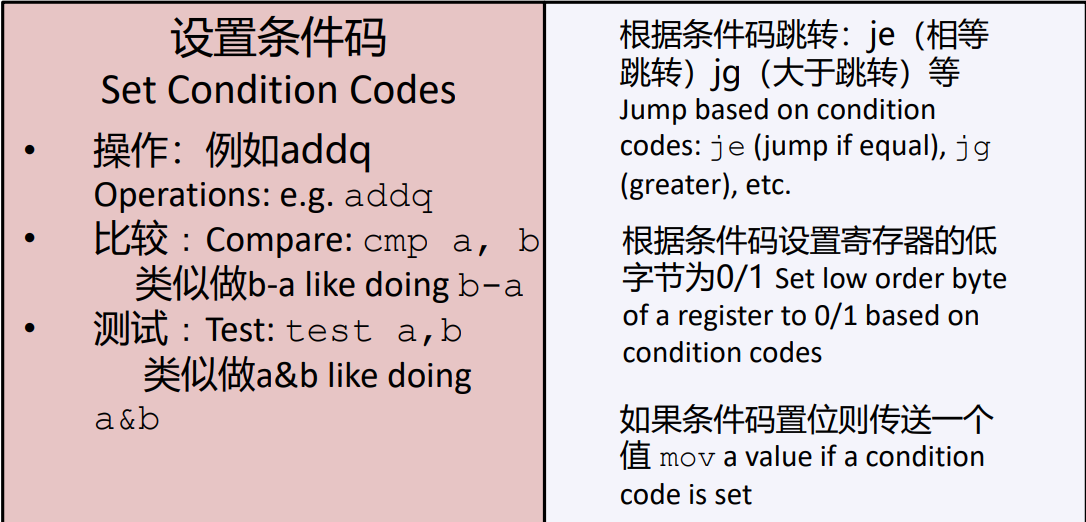 设置条件码
Set Condition Codes
• 操作：例如addq
Operations: e.g. addq
• 比较：Compare: cmp a, b
类似做b-a like doing b-a
• 测试：Test: test a,b
类似做a&b like doing
a&b
根据条件码跳转：je（相等
跳转）jg（大于跳转）等
Jump based on condition
codes: je (jump if equal), jg
(greater), etc.
根据条件码设置寄存器的低
字节为0/1 Set low order byte
of a register to 0/1 based on
condition codes
如果条件码置位则传送一个
值 mov a value if a condition
code is set